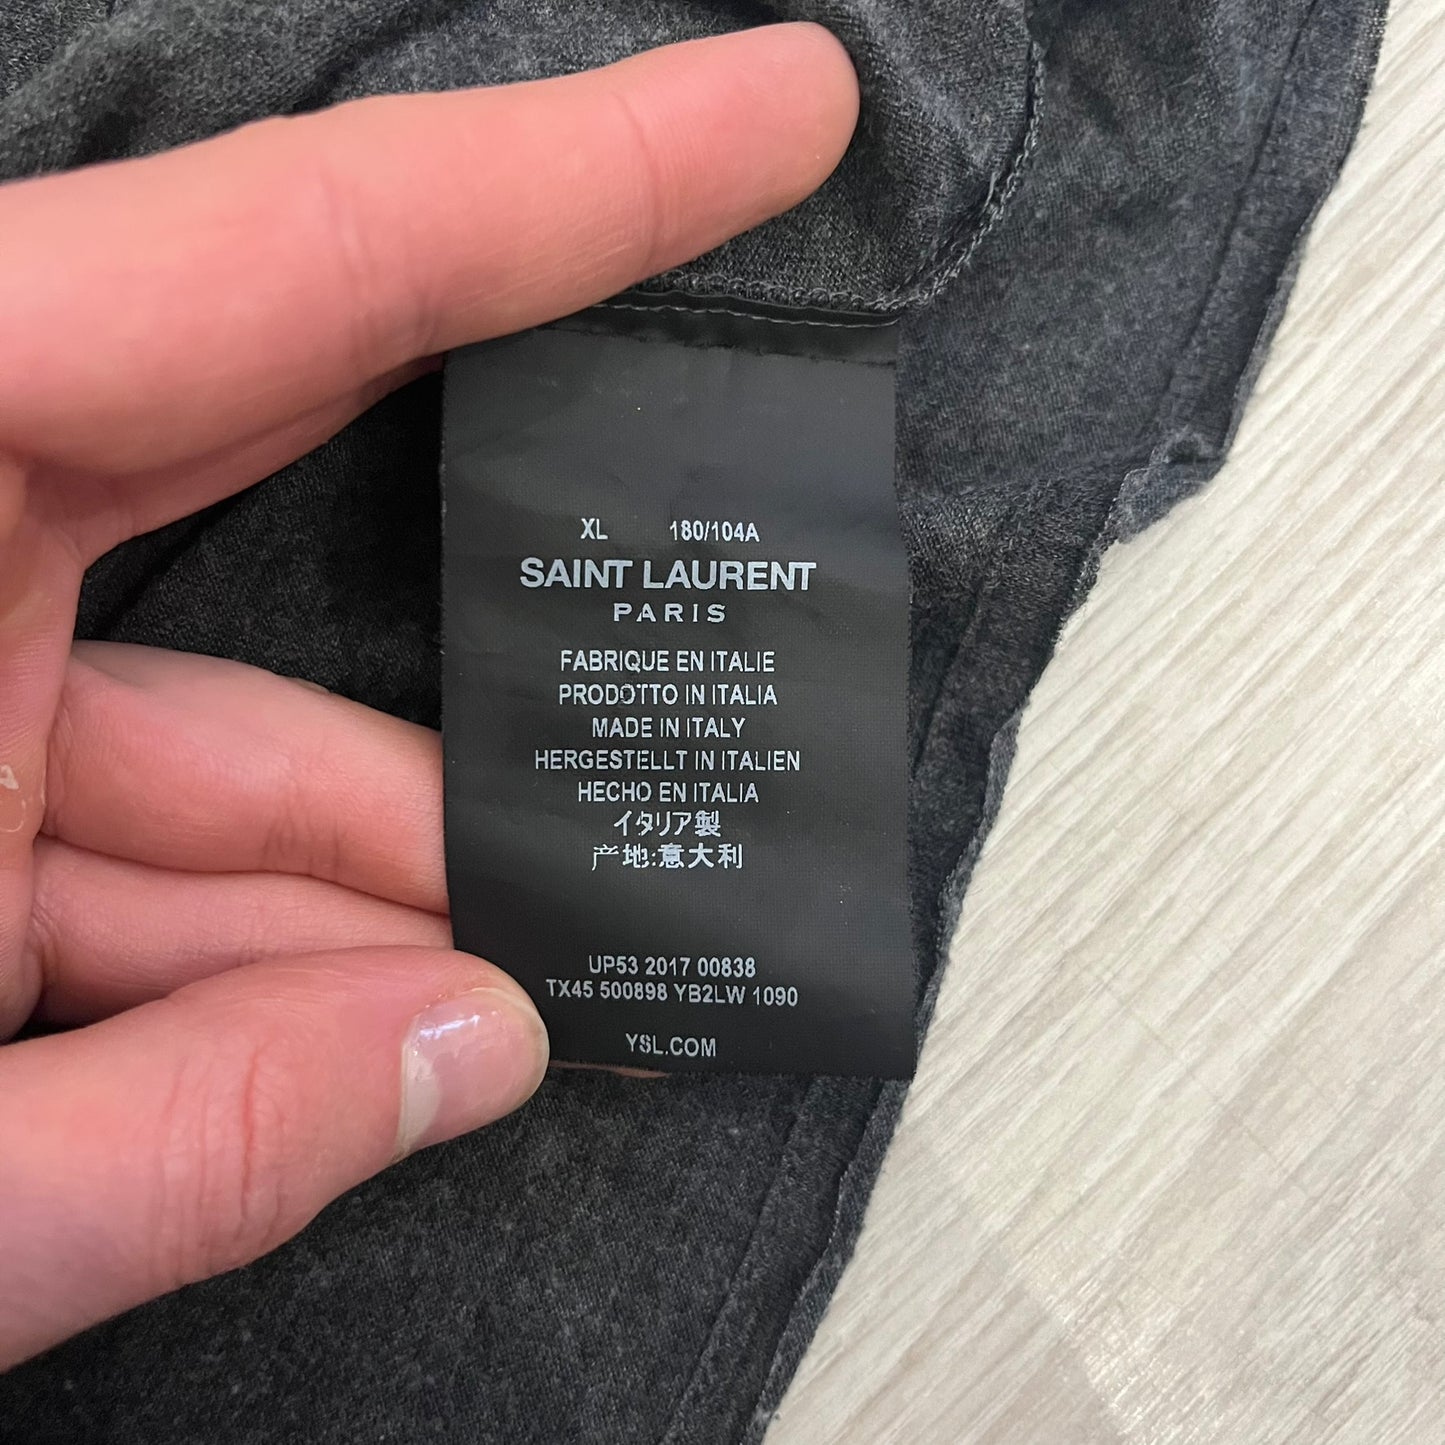 XL 180/104A
SAINT LAURENT
PARIS
FABRIQUE EN ITALIE
PRODOTTO IN ITALIA
MADE IN ITALY
HERGESTELLT IN ITALIEN
HECHO EN ITALIA
イタリア製
产地:意大利
UP53 2017 00838
TX45 500898 YB2LW 1090
YSL.COM